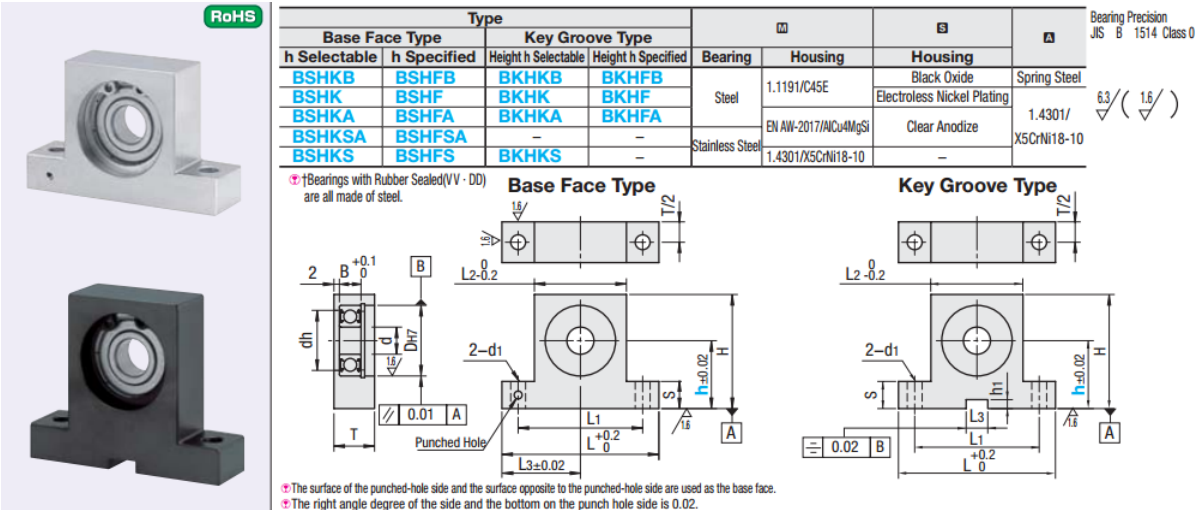 RoHS
Type M S A Bearing Precision
JIS B 1514 Class 0
Base Face Type Key Groove Type
h Selectable h Specified Height h Selectable Height h Specified Bearing Housing Housing
BSHKB BSHFB BKHKB BKHFB Steel 1.1191/C45E Black Oxide Spring Steel
BSHK BSHF BKHK BKHF Electroless Nickel Plating 1.4301/
X5CrNi18-10
BSHKA BSHFA BKHKA BKHFA EN AW-2017/AlCu4MgSi Clear Anodize
BSHKSA BSHFSA – – Stainless Steel
BSHKS BSHFS BKHKS – 1.4301/X5CrNi18-10 –
6.3 ( 1.6 )
†Bearings with Rubber Sealed(VV · DD)
are all made of steel.
Base Face Type
Key Groove Type
1.6
1.6
T/2
L2 0 -0.2
2 B +0.1 0
B
dh
d
DH7
1.6
// 0.01 A
T
2–d1
Punched Hole
S
h±0.02
H
1.6
A
L1
L +0.2 0
L3±0.02
T/2
L2 0 -0.2
2–d1
S
h1
h±0.02
H
L3
1.6
A
0.02 B
L1
L +0.2 0
The surface of the punched-hole side and the surface opposite to the punched-hole side are used as the base face.
The right angle degree of the side and the bottom on the punch hole side is 0.02.